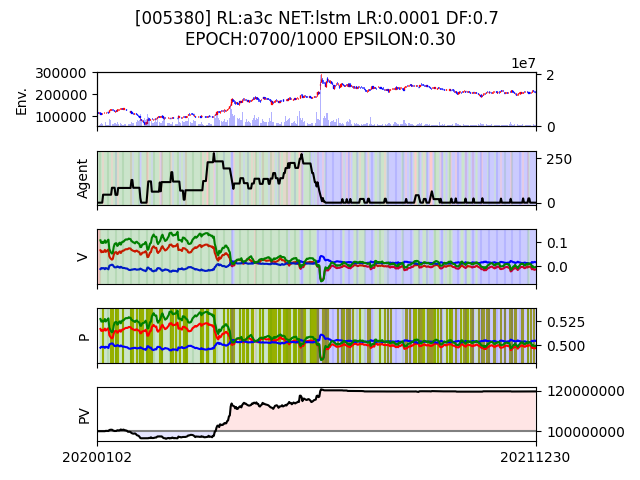 [005380] RL:a3c NET:lstm LR:0.0001 DF:0.7
EPOCH:0700/1000 EPSILON:0.30
1e7
300000
200000
100000
Env.
2
0
Agent
250
0
V
0.1
0.0
P
0.525
0.500
PV
120000000
100000000
20200102
20211230